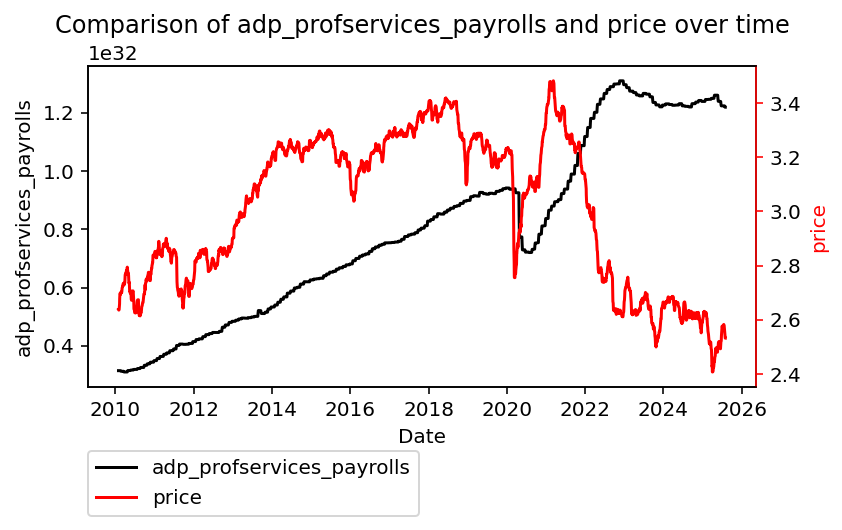 Comparison of adp_profservices_payrolls and price over time
1e32
adp_profservices_payrolls
1.2
1.0
0.8
0.6
0.4
3.4
3.2
3.0
2.8
2.6
2.4
price
2010 2012 2014 2016 2018 2020 2022 2024 2026
Date
adp_profservices_payrolls
price